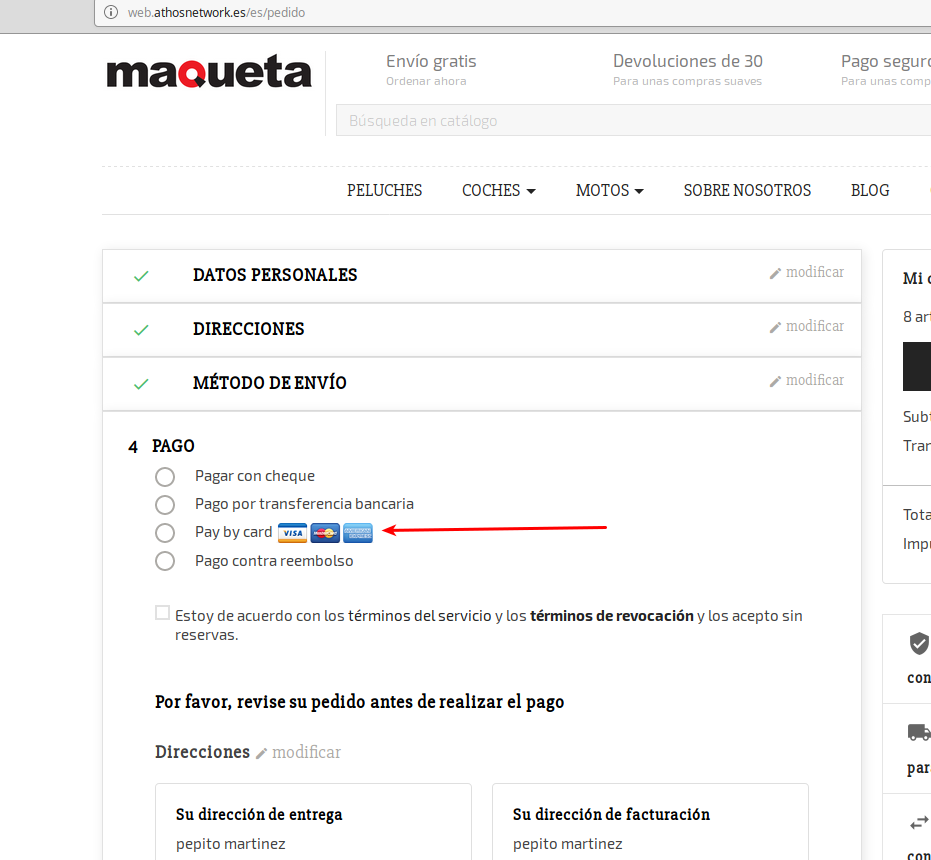 web.athosnetwork.es/es/pedido
maqueta
Envío gratis
Ordenar ahora
Devoluciones de 30
Para unas compras suaves
Pago seguro
Para unas comp
Búsqueda en catálogo
PELUCHES COCHES MOTOS SOBRE NOSOTROS BLOG
DATOS PERSONALES modificar
DIRECCIONES modificar
MÉTODO DE ENVÍO modificar
4 PAGO
Pagar con cheque
Pago por transferencia bancaria
Pay by card VISA
Pago contra reembolso
Estoy de acuerdo con los términos del servicio y los términos de revocación y los acepto sin
reservas.
Por favor, revise su pedido antes de realizar el pago
Direcciones modificar
Su dirección de entrega
pepito martinez
Su dirección de facturación
pepito martinez
Mi c
8 art
Subt
Tran
Tota
Impu
con
para
con